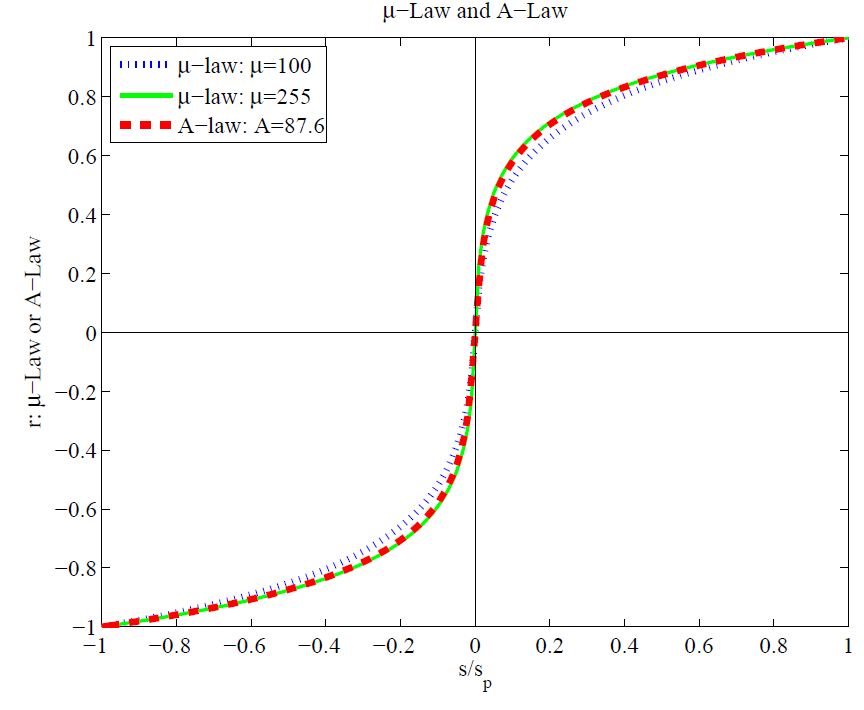 μ−Law and A−Law
μ−law: μ=100
μ−law: μ=255
A−law: A=87.6
r: μ−Law or A−Law
1
0.8
0.6
0.4
0.2
0
−0.2
−0.4
−0.6
−0.8
−1
−1 −0.8 −0.6 −0.4 −0.2 0 0.2 0.4 0.6 0.8 1
s/sp